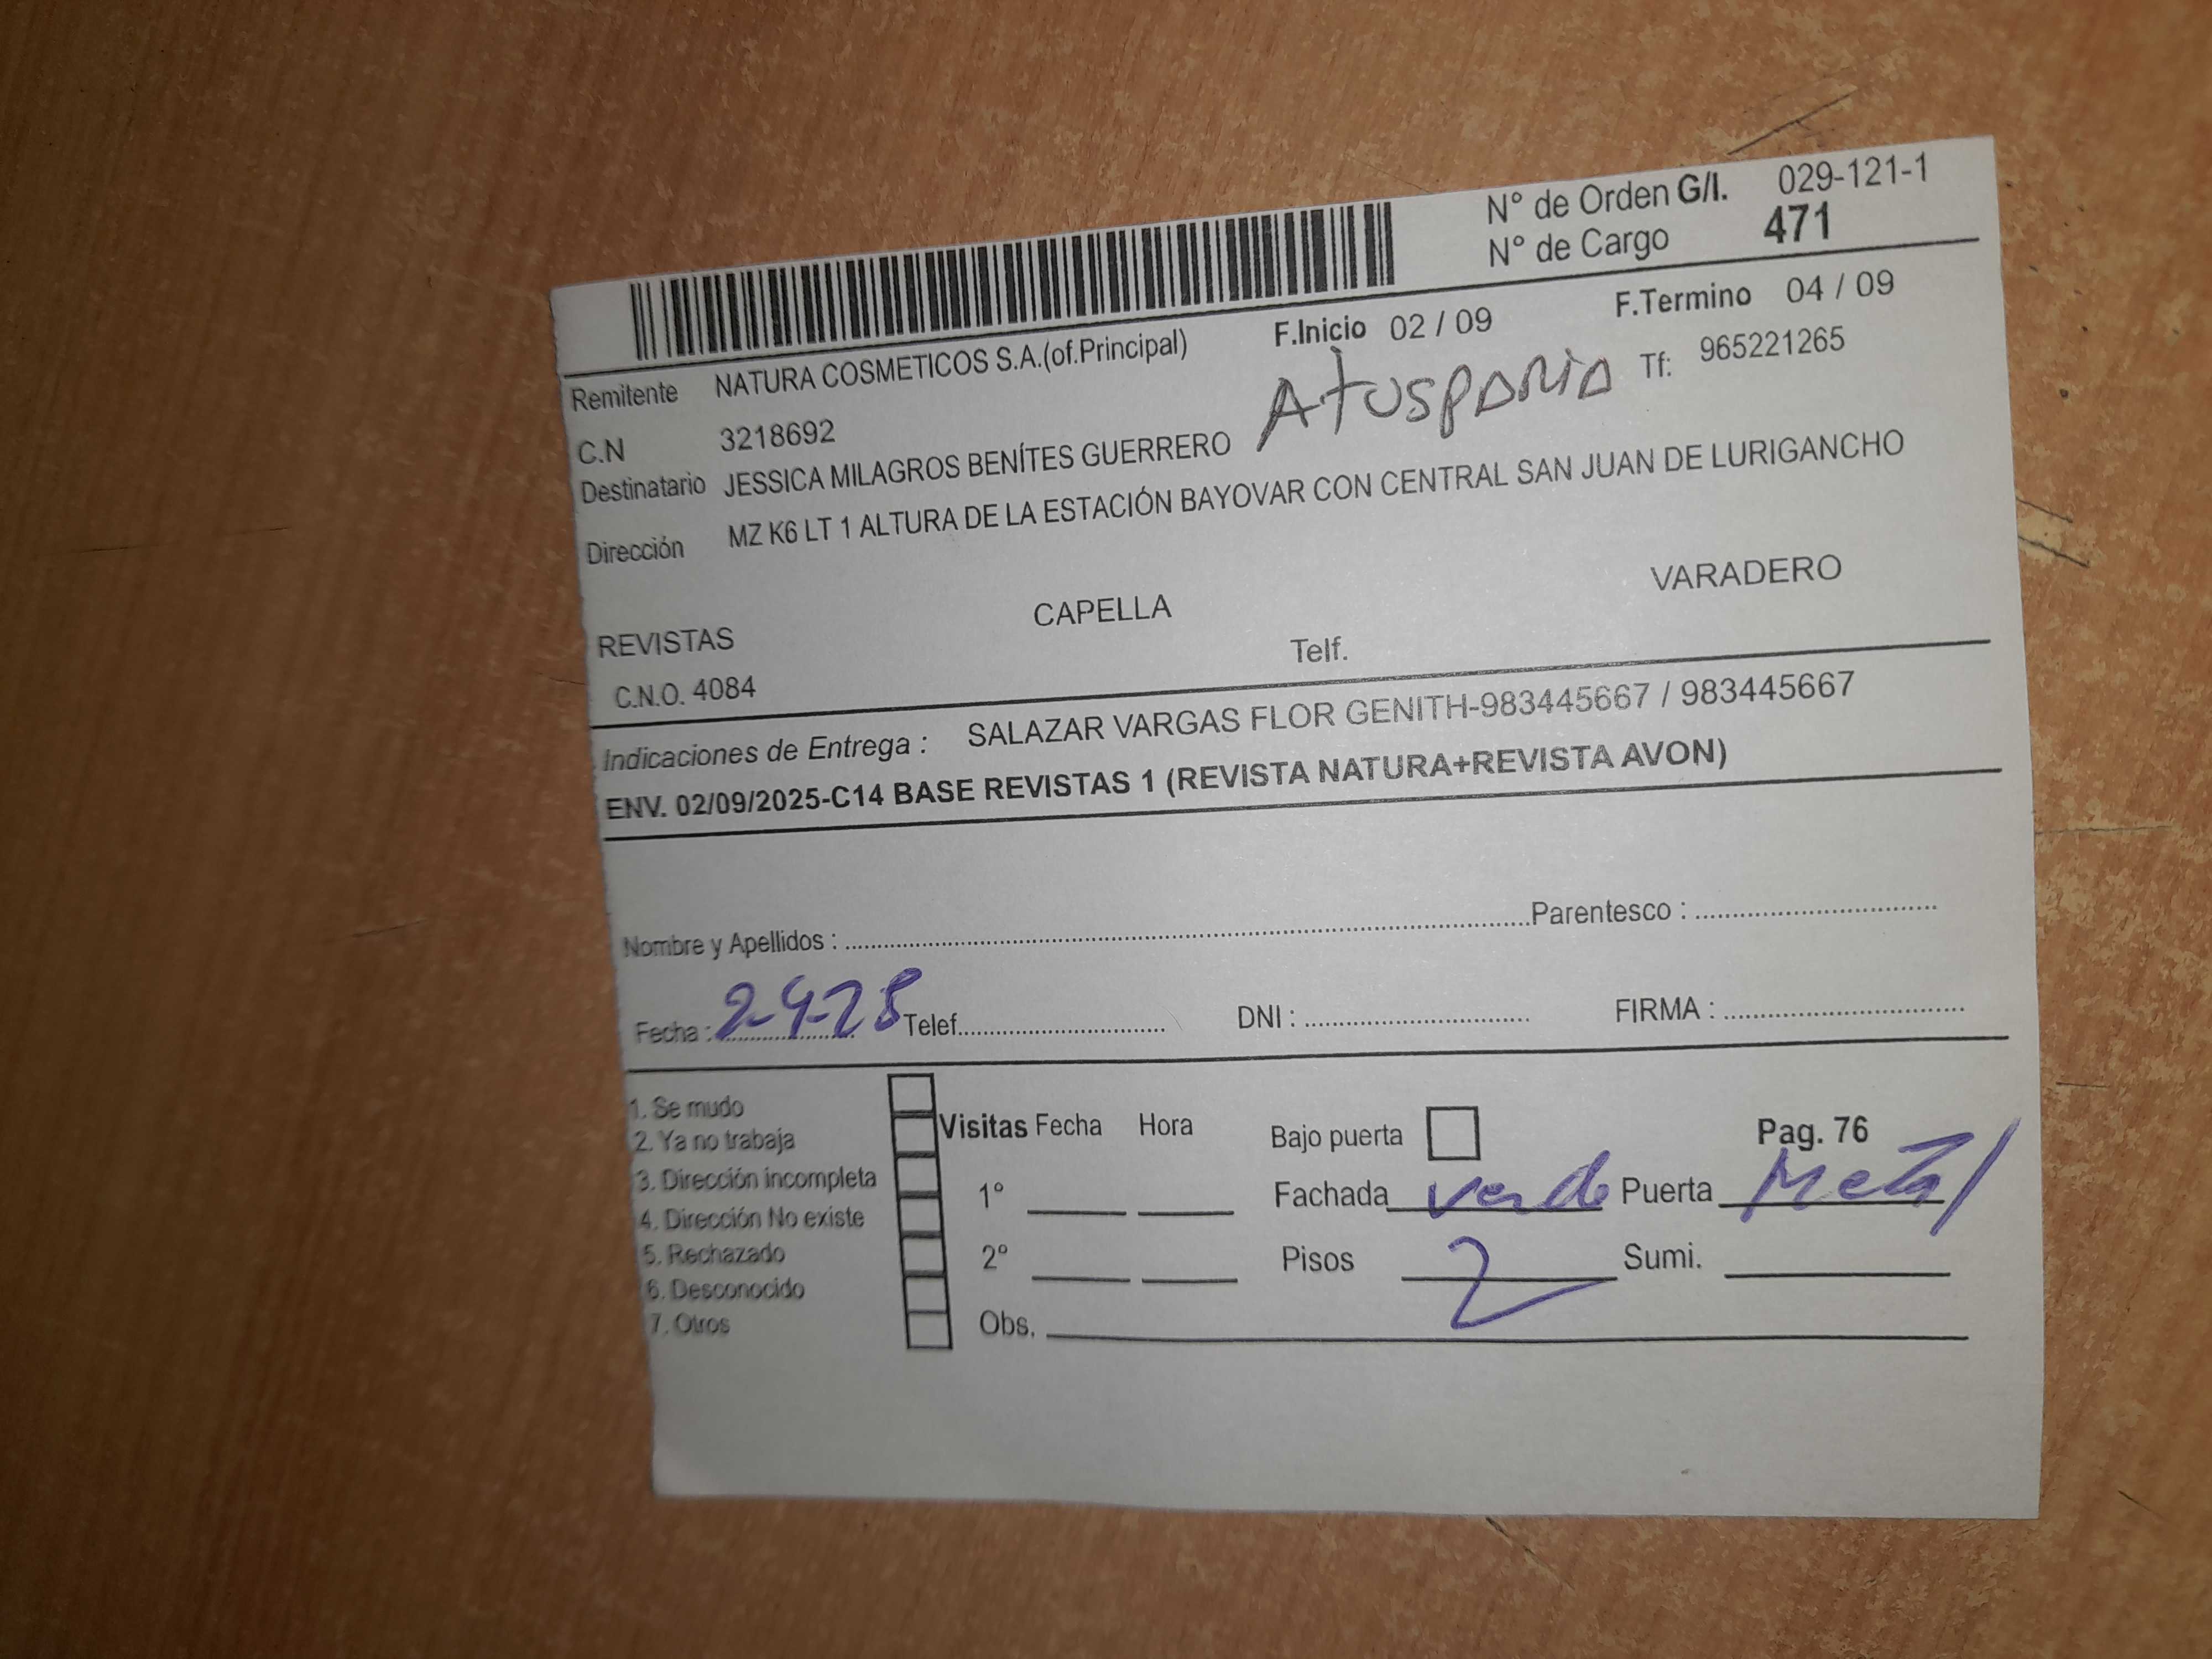 N° de Orden G/I. 029-121-1
N° de Cargo 471
F.Inicio 02 / 09 F.Termino 04 / 09
Remitente NATURA COSMETICOS S.A.(of.Principal)
Atusparia Tf: 965221265
C.N 3218692
Destinatario JESSICA MILAGROS BENÍTES GUERRERO
Dirección MZ K6 LT 1 ALTURA DE LA ESTACIÓN BAYOVAR CON CENTRAL SAN JUAN DE LURIGANCHO
REVISTAS CAPELLA VARADERO
C.N.O. 4084 Telf.
Indicaciones de Entrega : SALAZAR VARGAS FLOR GENITH-983445667 / 983445667
ENV. 02/09/2025-C14 BASE REVISTAS 1 (REVISTA NATURA+REVISTA AVON)
Nombre y Apellidos : Parentesco :
Fecha : 2-9-25 Telef. DNI : FIRMA :
1. Se mudo
2. Ya no trabaja
3. Dirección incompleta
4. Dirección No existe
5. Rechazado
6. Desconocido
7. Otros
Visitas Fecha Hora
1°
2°
Obs.
Bajo puerta Pag. 76
Fachada verde Puerta Metal
Pisos 2 Sumi.